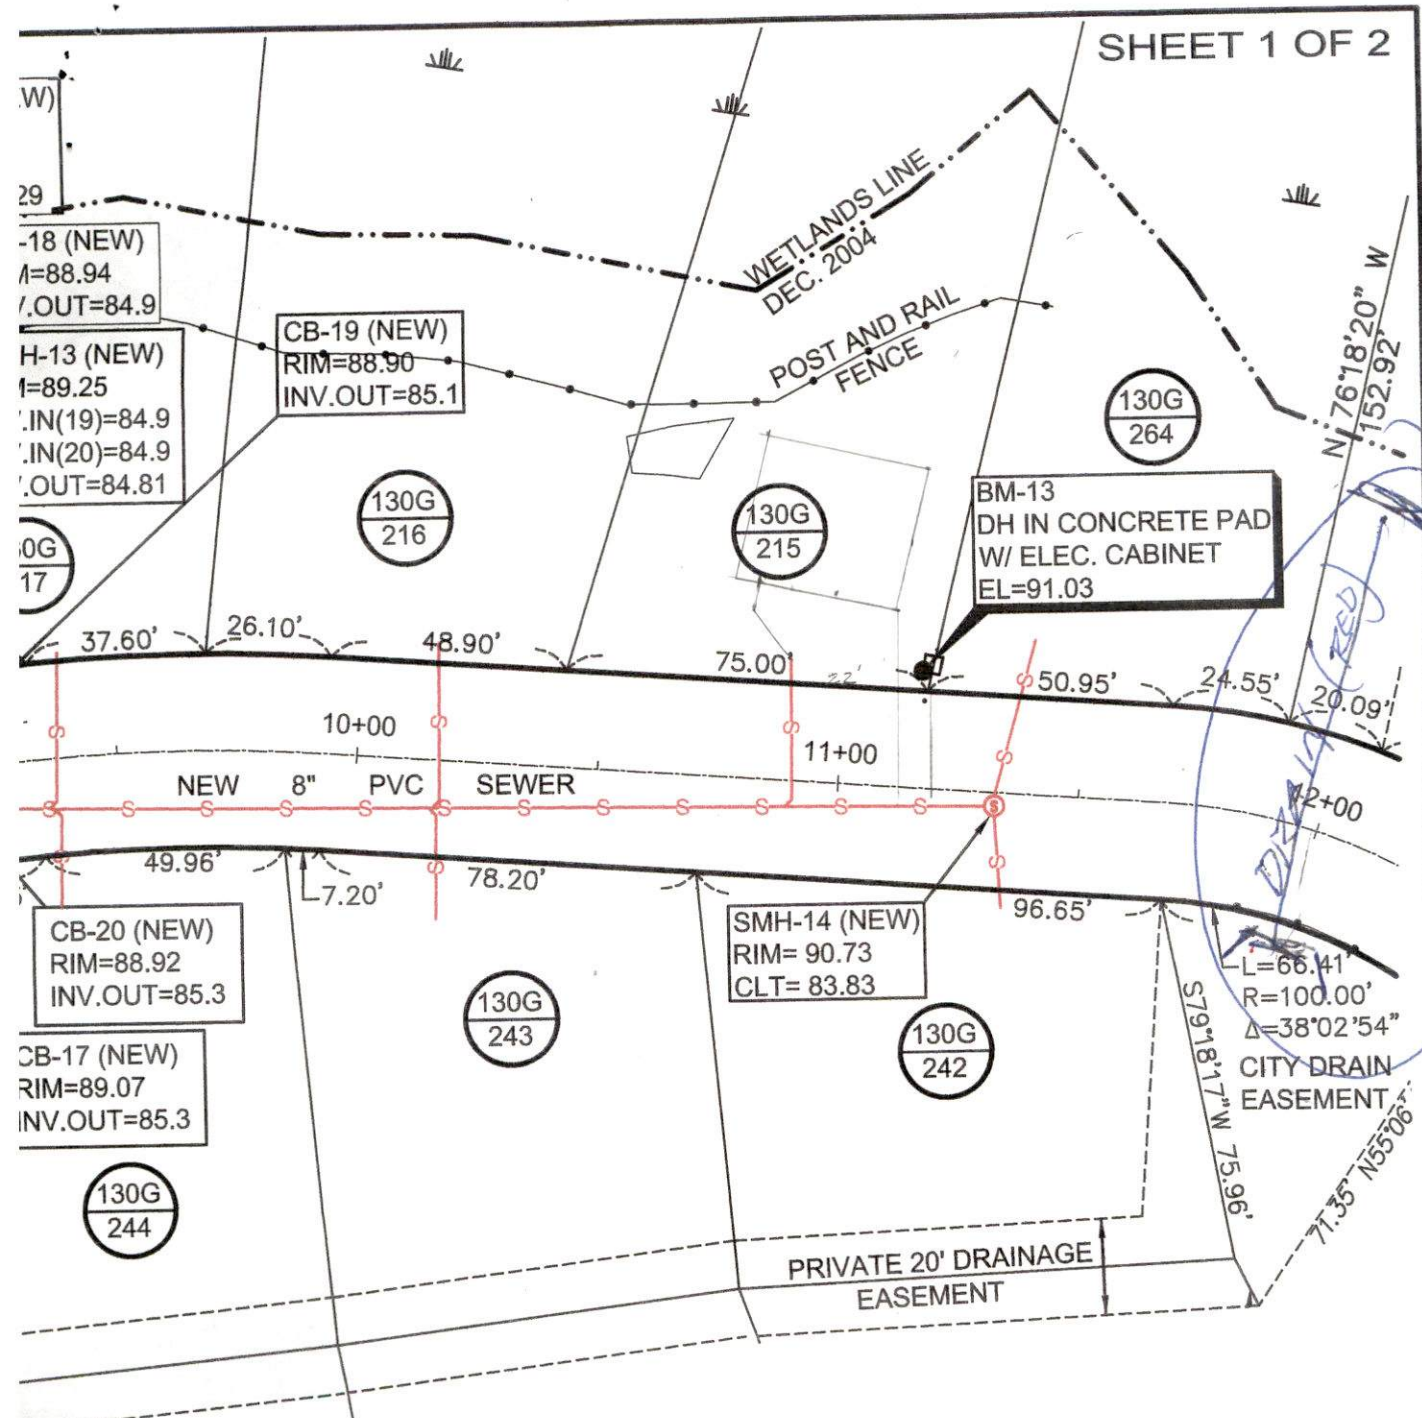 SHEET 1 OF 2
W)
29
-18 (NEW)
M=88.94
V.OUT=84.9
H-13 (NEW)
M=89.25
V.IN(19)=84.9
V.IN(20)=84.9
V.OUT=84.81
CB-19 (NEW)
RIM=88.90
INV.OUT=85.1
WETLANDS LINE
DEC. 2004
POST AND RAIL
FENCE
N 76°18'20" W
152.92'
130G
264
130G
216
130G
215
BM-13
DH IN CONCRETE PAD
W/ ELEC. CABINET
EL=91.03
30G
17
37.60'
26.10'
48.90'
75.00'
22'
50.95'
24.55'
20.09'
DRAIN (RED)
10+00
11+00
12+00
NEW 8" PVC SEWER
S S S S S S S S S S S S
S
49.96'
7.20'
78.20'
96.65'
CB-20 (NEW)
RIM=88.92
INV.OUT=85.3
SMH-14 (NEW)
RIM= 90.73
CLT= 83.83
L=66.41'
R=100.00'
Δ=38°02'54"
CITY DRAIN
EASEMENT
S79°18'17"W 75.96'
71.35' N55°06'
130G
243
130G
242
CB-17 (NEW)
RIM=89.07
INV.OUT=85.3
130G
244
PRIVATE 20' DRAINAGE
EASEMENT